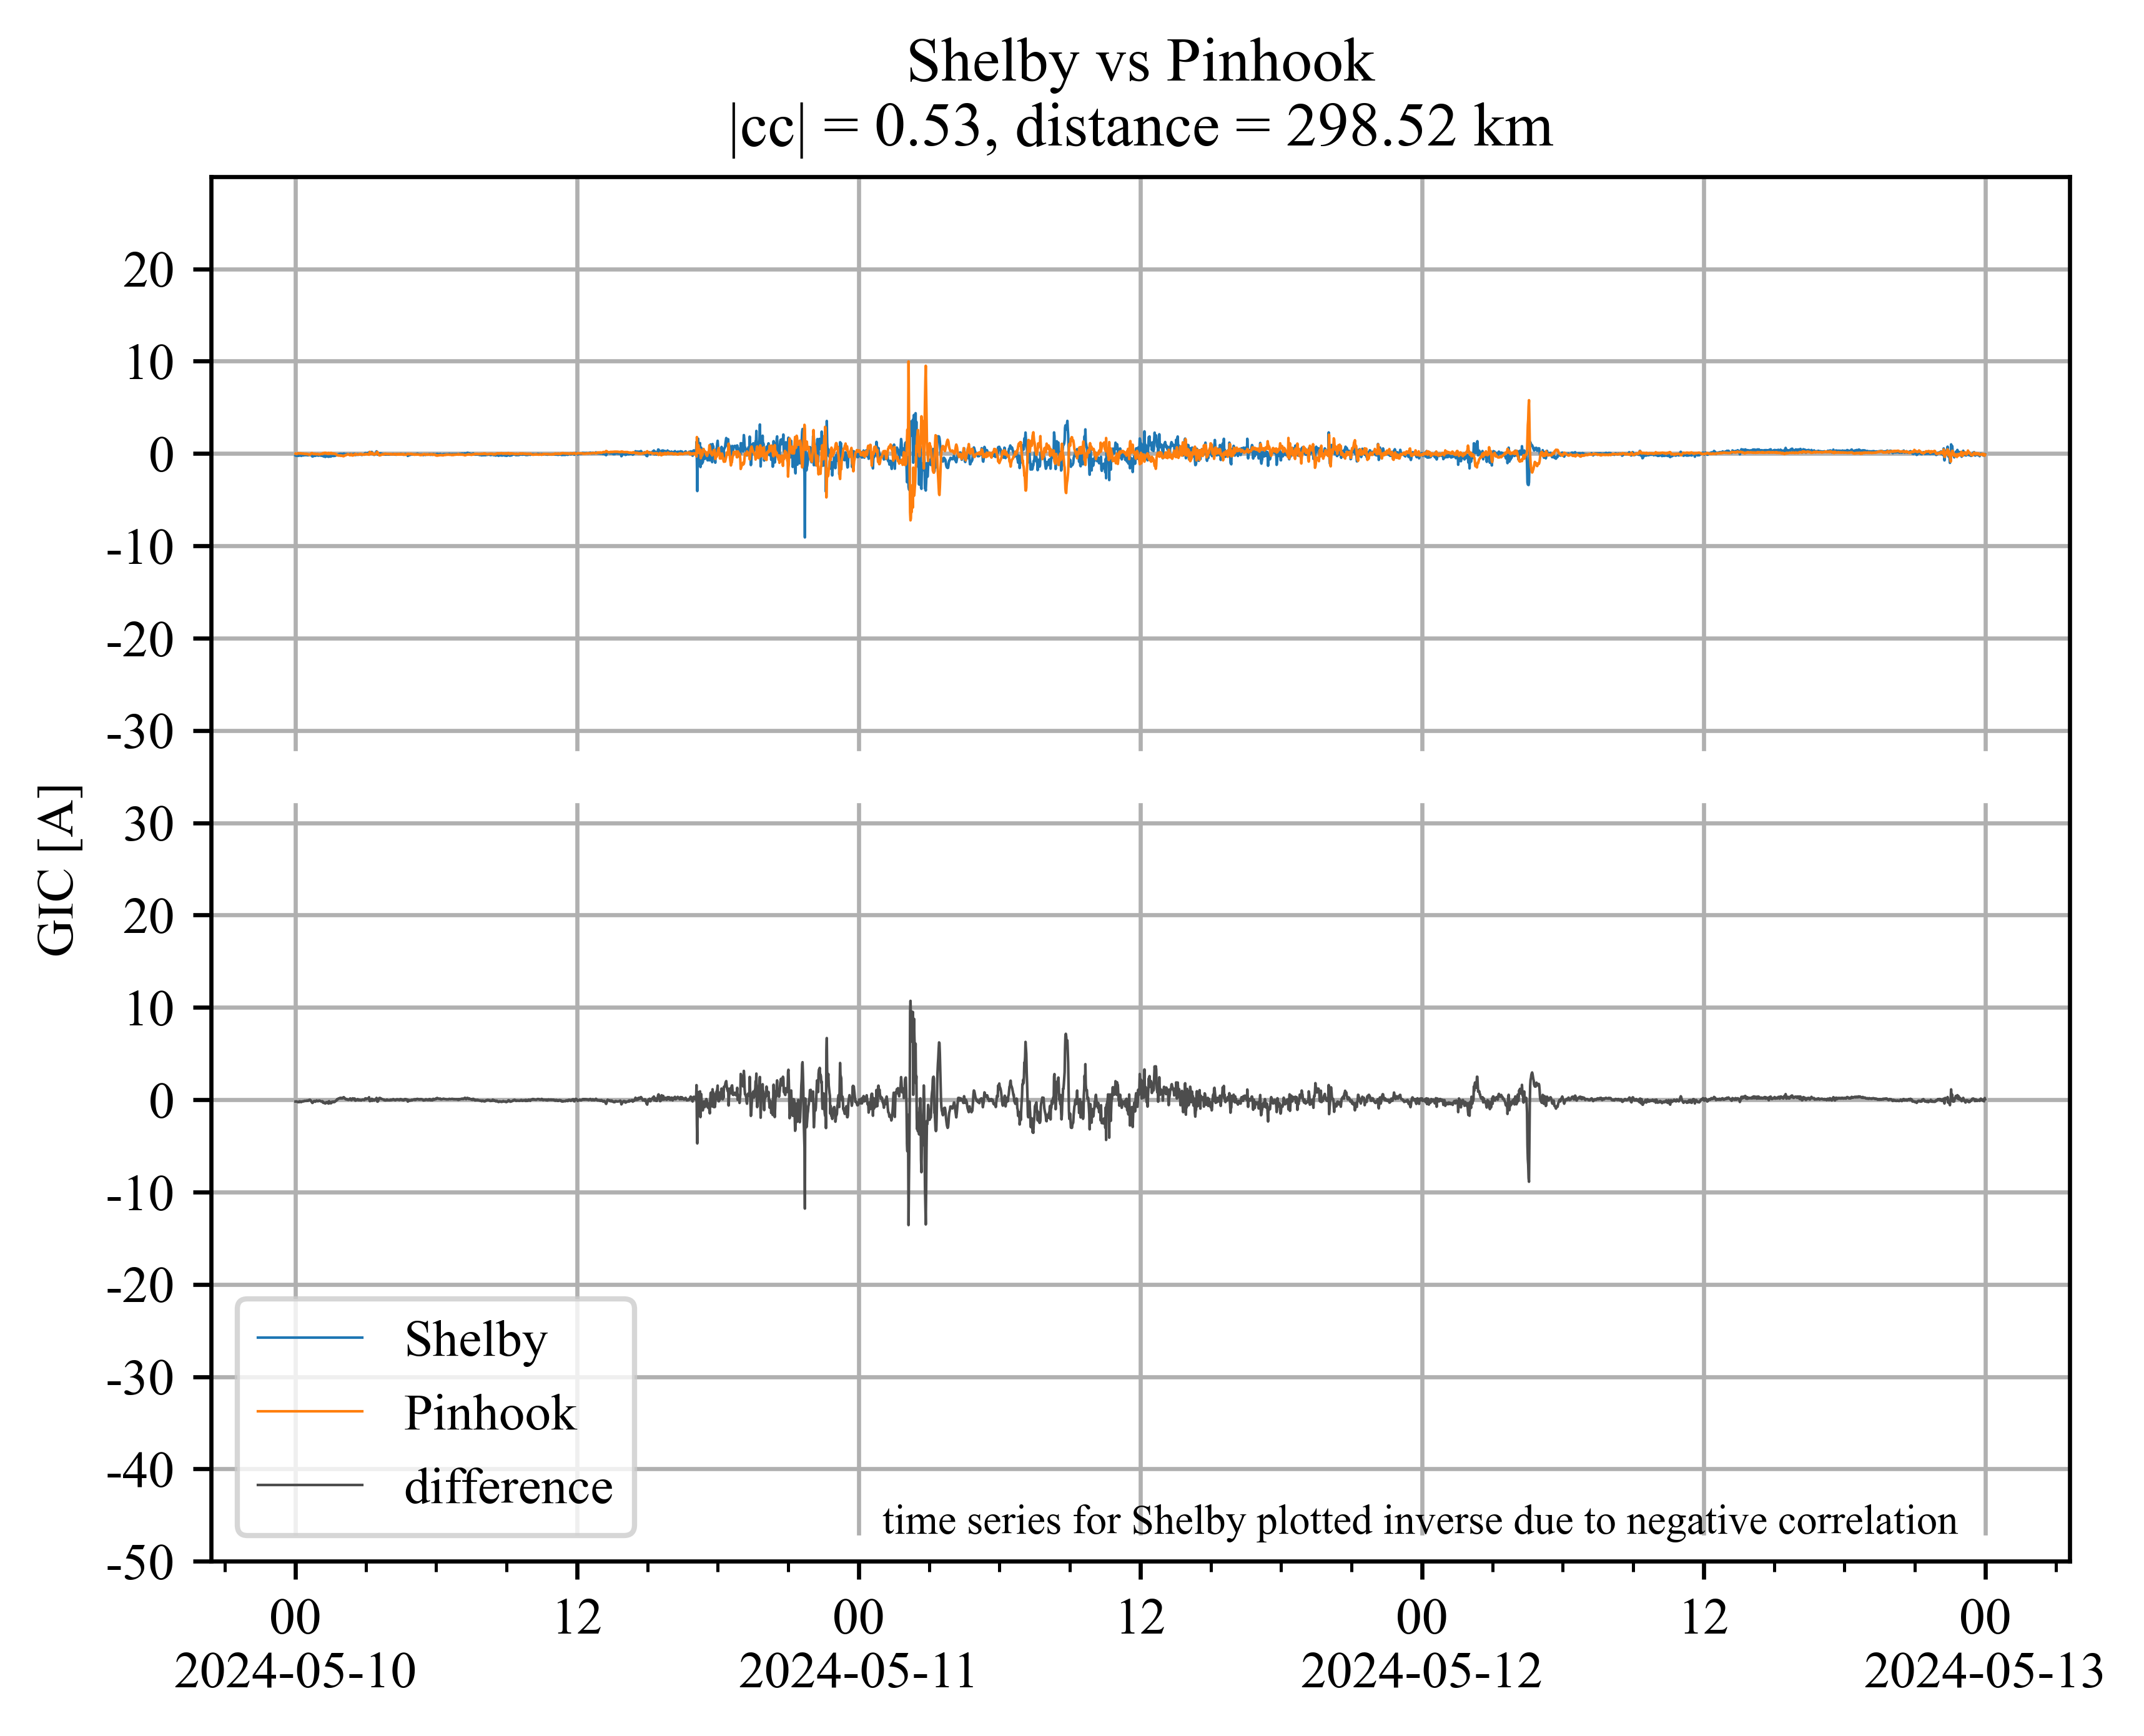 Shelby vs Pinhook
|cc| = 0.53, distance = 298.52 km
20
10
0
-10
-20
-30
30
20
10
0
-10
-20
-30
-40
-50
GIC [A]
Shelby
Pinhook
difference
time series for Shelby plotted inverse due to negative correlation
00 12 00 12 00 12 00
2024-05-10 2024-05-11 2024-05-12 2024-05-13